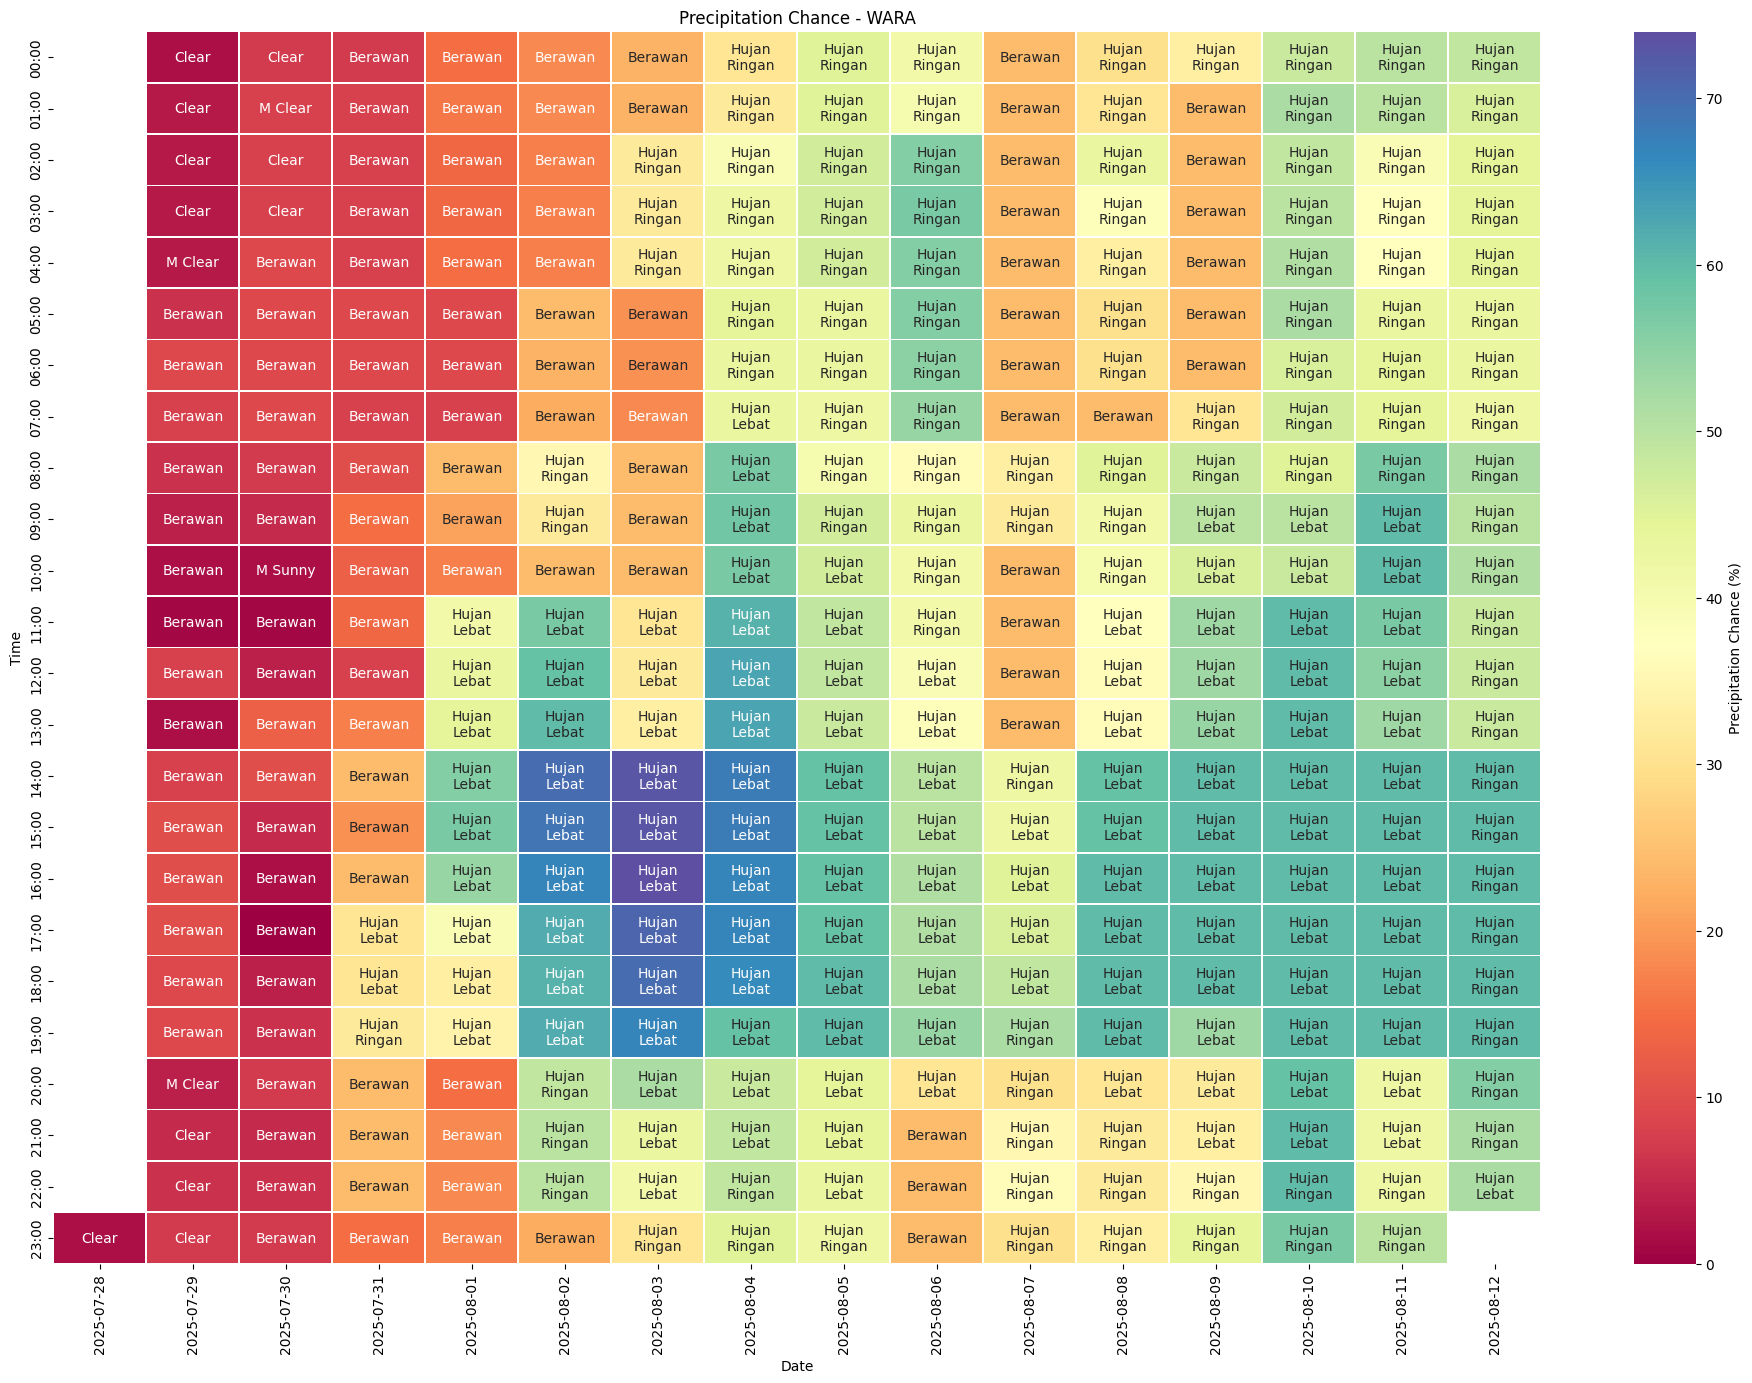 Precipitation Chance - WARA
00:00 Clear Clear Berawan Berawan Berawan Berawan Hujan Ringan Hujan Ringan Hujan Ringan Berawan Hujan Ringan Hujan Ringan Hujan Ringan Hujan Ringan Hujan Ringan
01:00 Clear M Clear Berawan Berawan Berawan Berawan Hujan Ringan Hujan Ringan Hujan Ringan Berawan Hujan Ringan Berawan Hujan Ringan Hujan Ringan Hujan Ringan
02:00 Clear Clear Berawan Berawan Berawan Hujan Ringan Hujan Ringan Hujan Ringan Hujan Ringan Berawan Hujan Ringan Berawan Hujan Ringan Hujan Ringan Hujan Ringan
03:00 Clear Clear Berawan Berawan Berawan Hujan Ringan Hujan Ringan Hujan Ringan Hujan Ringan Berawan Hujan Ringan Berawan Hujan Ringan Hujan Ringan Hujan Ringan
04:00 M Clear Berawan Berawan Berawan Berawan Hujan Ringan Hujan Ringan Hujan Ringan Hujan Ringan Berawan Hujan Ringan Berawan Hujan Ringan Hujan Ringan Hujan Ringan
05:00 Berawan Berawan Berawan Berawan Berawan Berawan Hujan Ringan Hujan Ringan Hujan Ringan Berawan Hujan Ringan Berawan Hujan Ringan Hujan Ringan Hujan Ringan
06:00 Berawan Berawan Berawan Berawan Berawan Berawan Hujan Ringan Hujan Ringan Hujan Ringan Berawan Hujan Ringan Berawan Hujan Ringan Hujan Ringan Hujan Ringan
07:00 Berawan Berawan Berawan Berawan Berawan Berawan Hujan Lebat Hujan Ringan Hujan Ringan Berawan Berawan Hujan Ringan Hujan Ringan Hujan Ringan Hujan Ringan
08:00 Berawan Berawan Berawan Berawan Hujan Ringan Berawan Hujan Lebat Hujan Ringan Hujan Ringan Hujan Ringan Hujan Ringan Hujan Ringan Hujan Ringan Hujan Ringan Hujan Ringan
09:00 Berawan Berawan Berawan Berawan Hujan Ringan Berawan Hujan Lebat Hujan Ringan Hujan Ringan Hujan Ringan Hujan Ringan Hujan Lebat Hujan Lebat Hujan Lebat Hujan Ringan
10:00 Berawan M Sunny Berawan Berawan Berawan Berawan Hujan Lebat Hujan Lebat Hujan Ringan Berawan Hujan Ringan Hujan Lebat Hujan Lebat Hujan Lebat Hujan Ringan
11:00 Berawan Berawan Berawan Hujan Lebat Hujan Lebat Hujan Lebat Hujan Lebat Hujan Lebat Hujan Ringan Berawan Hujan Lebat Hujan Lebat Hujan Lebat Hujan Lebat Hujan Ringan
12:00 Berawan Berawan Berawan Hujan Lebat Hujan Lebat Hujan Lebat Hujan Lebat Hujan Lebat Hujan Lebat Berawan Hujan Lebat Hujan Lebat Hujan Lebat Hujan Lebat Hujan Ringan
13:00 Berawan Berawan Berawan Hujan Lebat Hujan Lebat Hujan Lebat Hujan Lebat Hujan Lebat Hujan Lebat Berawan Hujan Lebat Hujan Lebat Hujan Lebat Hujan Lebat Hujan Ringan
14:00 Berawan Berawan Berawan Hujan Lebat Hujan Lebat Hujan Lebat Hujan Lebat Hujan Lebat Hujan Lebat Hujan Ringan Hujan Lebat Hujan Lebat Hujan Lebat Hujan Lebat Hujan Ringan
15:00 Berawan Berawan Berawan Hujan Lebat Hujan Lebat Hujan Lebat Hujan Lebat Hujan Lebat Hujan Lebat Hujan Lebat Hujan Lebat Hujan Lebat Hujan Lebat Hujan Lebat Hujan Ringan
16:00 Berawan Berawan Berawan Hujan Lebat Hujan Lebat Hujan Lebat Hujan Lebat Hujan Lebat Hujan Lebat Hujan Lebat Hujan Lebat Hujan Lebat Hujan Lebat Hujan Lebat Hujan Ringan
17:00 Berawan Berawan Hujan Lebat Hujan Lebat Hujan Lebat Hujan Lebat Hujan Lebat Hujan Lebat Hujan Lebat Hujan Lebat Hujan Lebat Hujan Lebat Hujan Lebat Hujan Lebat Hujan Ringan
18:00 Berawan Berawan Hujan Lebat Hujan Lebat Hujan Lebat Hujan Lebat Hujan Lebat Hujan Lebat Hujan Lebat Hujan Lebat Hujan Lebat Hujan Lebat Hujan Lebat Hujan Lebat Hujan Ringan
19:00 Berawan Berawan Hujan Ringan Hujan Lebat Hujan Lebat Hujan Lebat Hujan Lebat Hujan Lebat Hujan Lebat Hujan Ringan Hujan Lebat Hujan Lebat Hujan Lebat Hujan Lebat Hujan Ringan
20:00 M Clear Berawan Berawan Berawan Hujan Ringan Hujan Lebat Hujan Lebat Hujan Lebat Hujan Lebat Hujan Ringan Hujan Lebat Hujan Lebat Hujan Lebat Hujan Lebat Hujan Ringan
21:00 Clear Berawan Berawan Berawan Hujan Ringan Hujan Lebat Hujan Lebat Hujan Lebat Berawan Hujan Ringan Hujan Ringan Hujan Lebat Hujan Lebat Hujan Lebat Hujan Ringan
22:00 Clear Berawan Berawan Berawan Hujan Ringan Hujan Lebat Hujan Ringan Hujan Lebat Berawan Hujan Ringan Hujan Ringan Hujan Ringan Hujan Ringan Hujan Ringan Hujan Lebat
23:00 Clear Clear Berawan Berawan Berawan Berawan Hujan Ringan Hujan Ringan Hujan Ringan Berawan Hujan Ringan Hujan Ringan Hujan Ringan Hujan Ringan Hujan Ringan
Time
2025-07-28 2025-07-29 2025-07-30 2025-07-31 2025-08-01 2025-08-02 2025-08-03 2025-08-04 2025-08-05 2025-08-06 2025-08-07 2025-08-08 2025-08-09 2025-08-10 2025-08-11 2025-08-12
Date
70
60
50
40
30
20
10
0
Precipitation Chance (%)